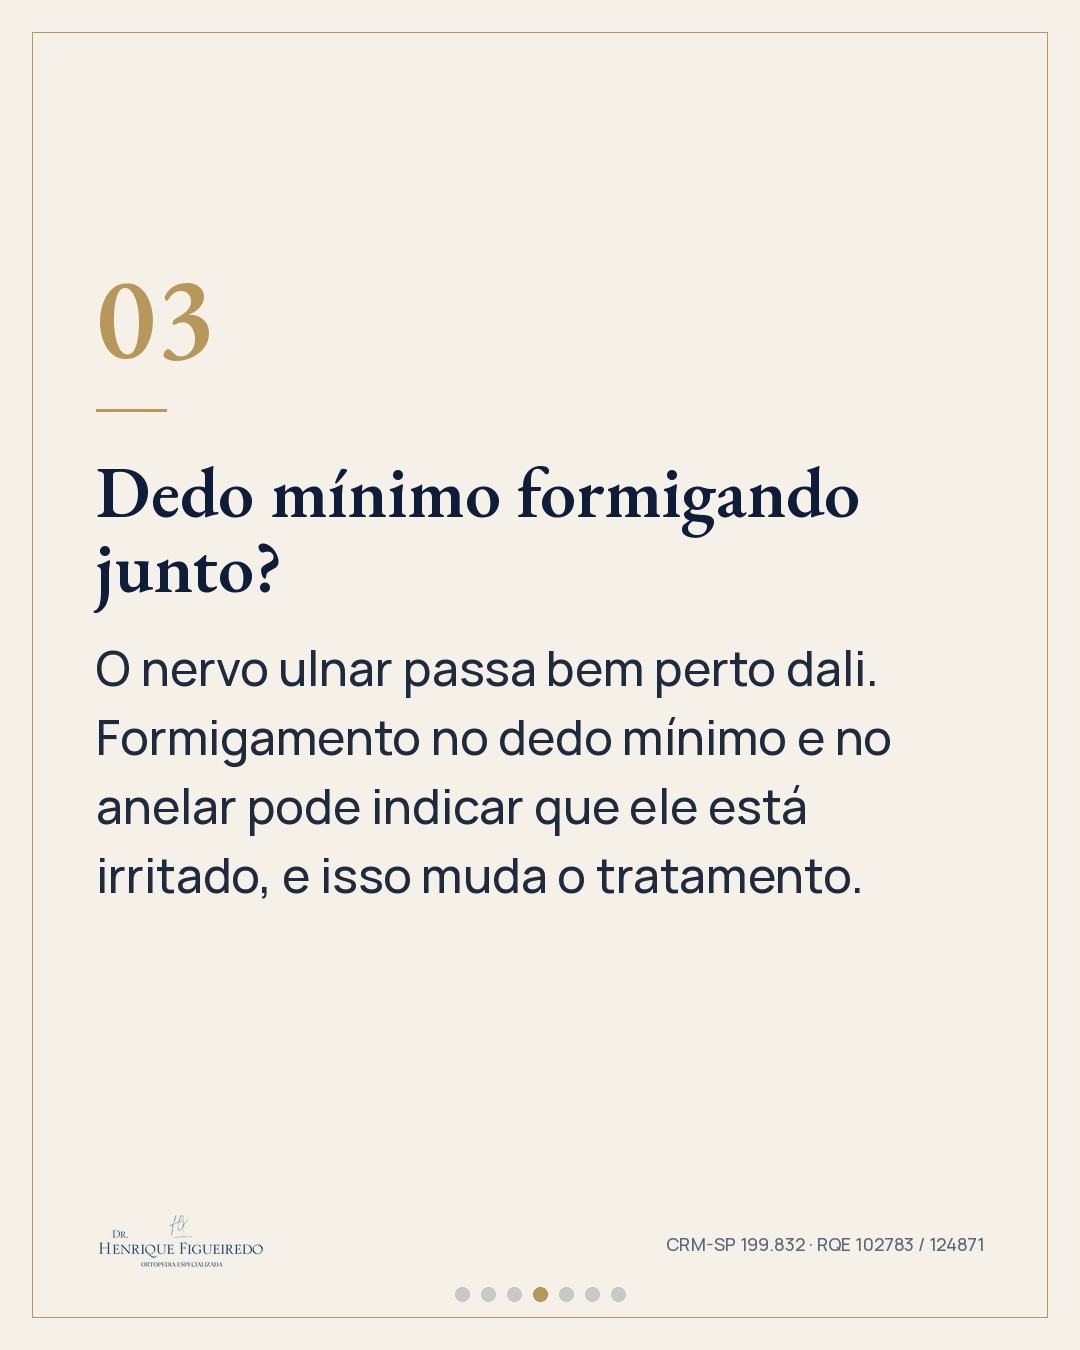 03
Dedo mínimo formigando
junto?
O nervo ulnar passa bem perto dali.
Formigamento no dedo mínimo e no
anelar pode indicar que ele está
irritado, e isso muda o tratamento.
DR.
HENRIQUE FIGUEIREDO
ORTOPEDIA ESPECIALIZADA
CRM-SP 199.832 · RQE 102783 / 124871